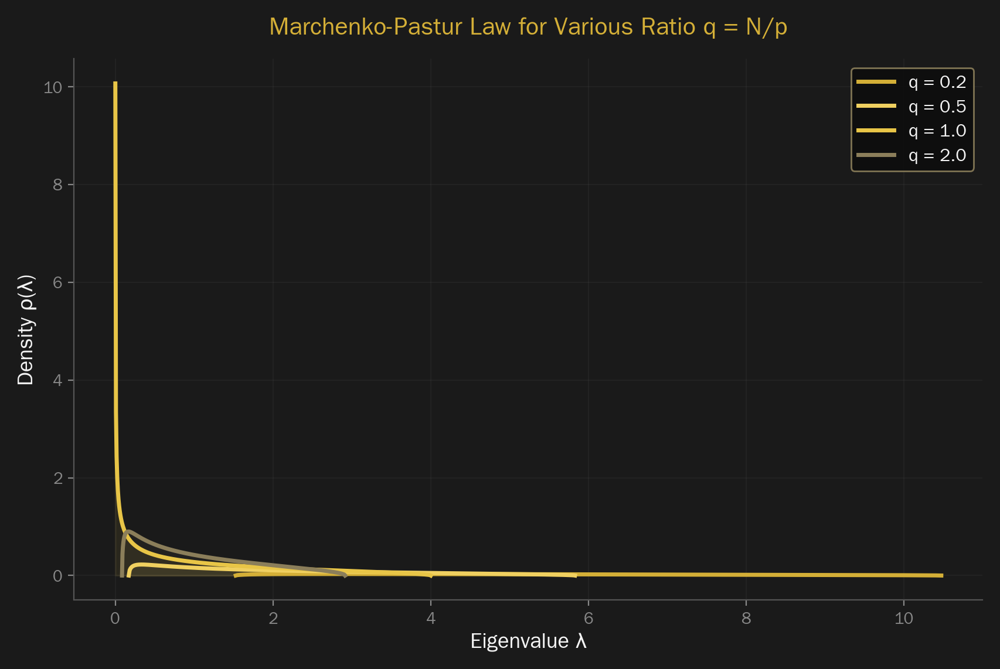 Marchenko-Pastur Law for Various Ratio q = N/p
q = 0.2
q = 0.5
q = 1.0
q = 2.0
Density ρ(λ)
10
8
6
4
2
0
0 2 4 6 8 10
Eigenvalue λ